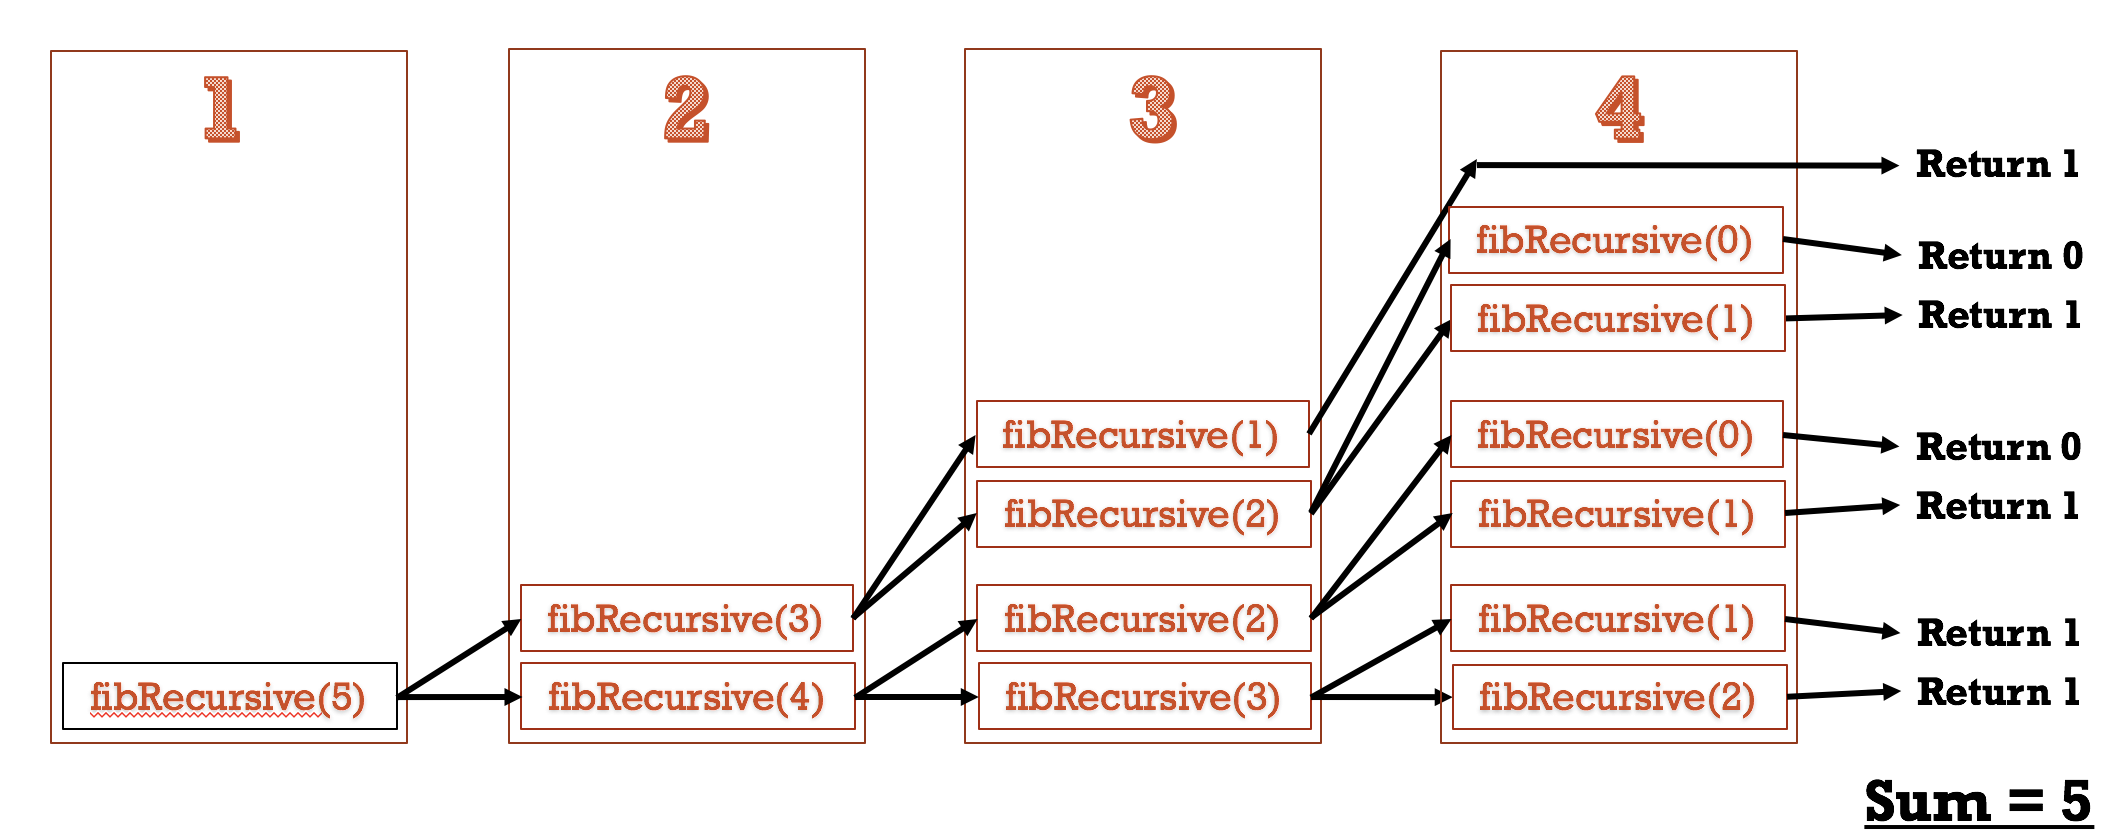 1
2
3
4
Return 1
fibRecursive(0)
Return 0
fibRecursive(1)
Return 1
fibRecursive(1)
fibRecursive(0)
Return 0
fibRecursive(2)
fibRecursive(1)
Return 1
fibRecursive(3)
fibRecursive(2)
fibRecursive(1)
Return 1
fibRecursive(5)
fibRecursive(4)
fibRecursive(3)
fibRecursive(2)
Return 1
Sum = 5